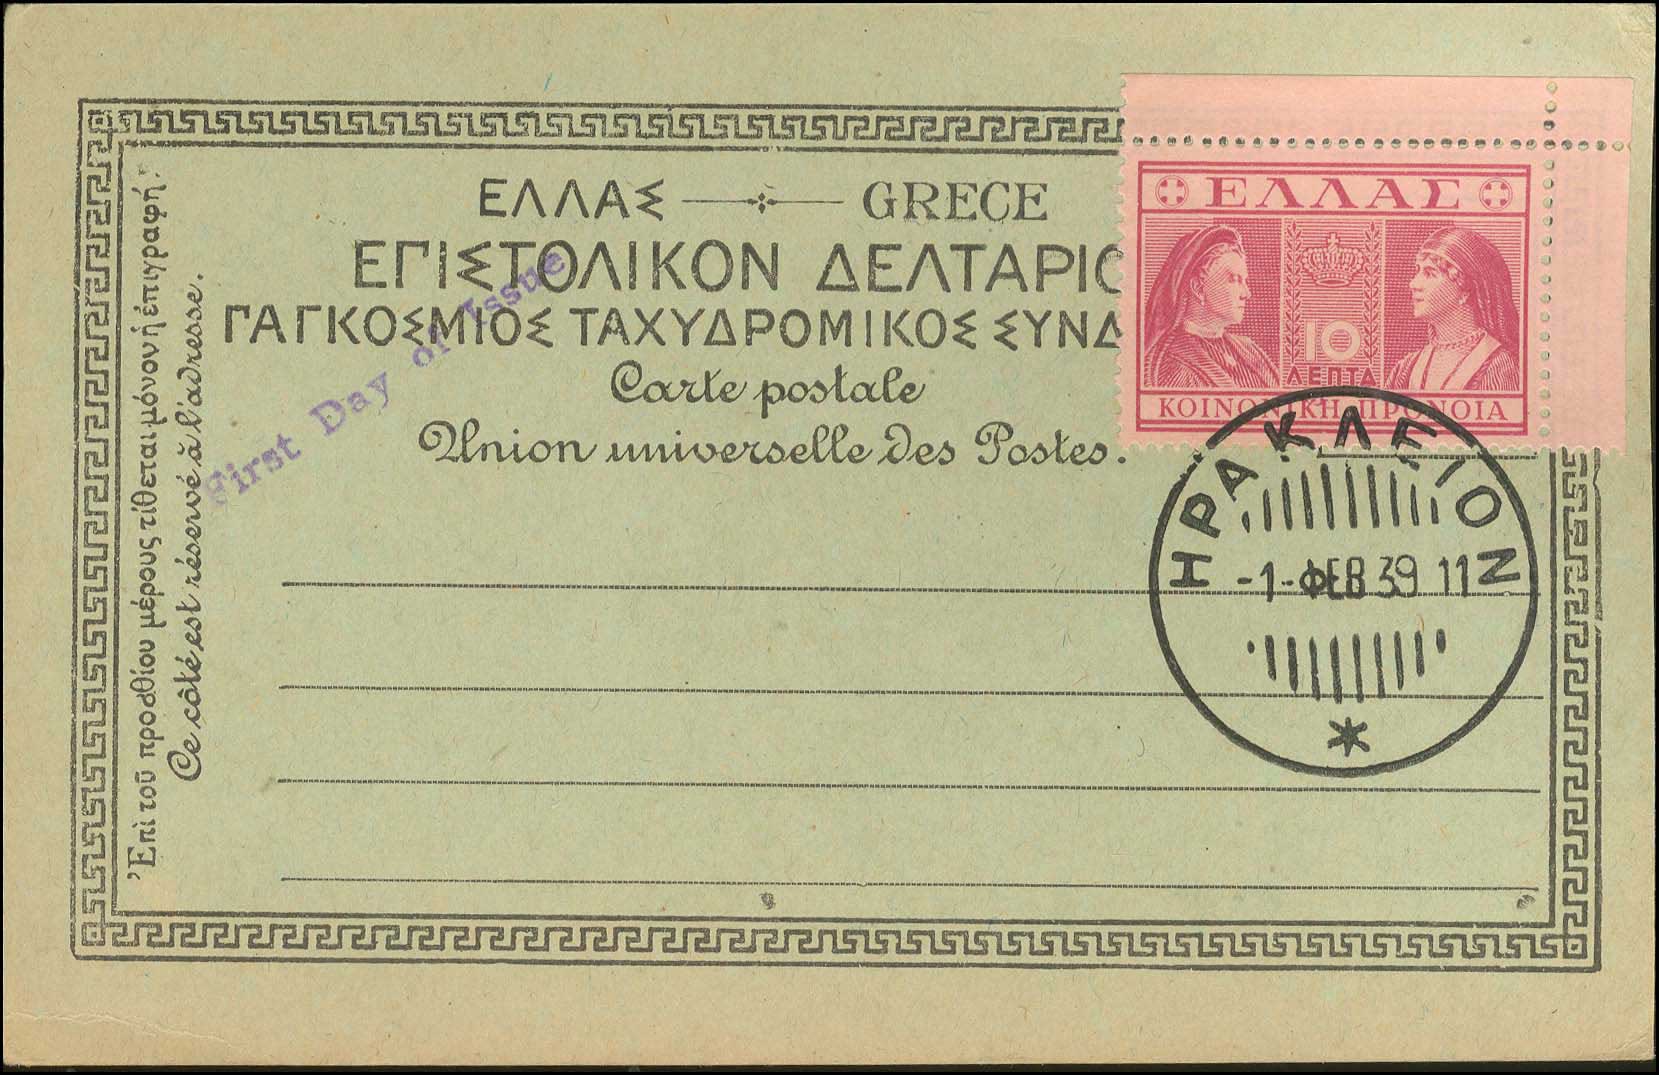 ΕΛΛΑΣ GRECE
ΕΠΙΣΤΟΛΙΚΟΝ ΔΕΛΤΑΡΙΟ
ΠΑΓΚΟΣΜΙΟΣ ΤΑΧΥΔΡΟΜΙΚΟΣ ΣΥΝΔ
Carte postale
Union universelle des Postes.
Ἐπὶ τοῦ προσθίου μέρους τίθεται μόνον ἡ ἐπιγραφή.
Ce côté est réservé à l'adresse.
First Day of Issue
ΕΛΛΑΣ
10
ΛΕΠΤΑ
ΚΟΙΝΩΝΙΚΗ ΠΡΟΝΟΙΑ
ΗΡΑΚΛΕΙΟΝ
-1-ΦΕΒ 39 11